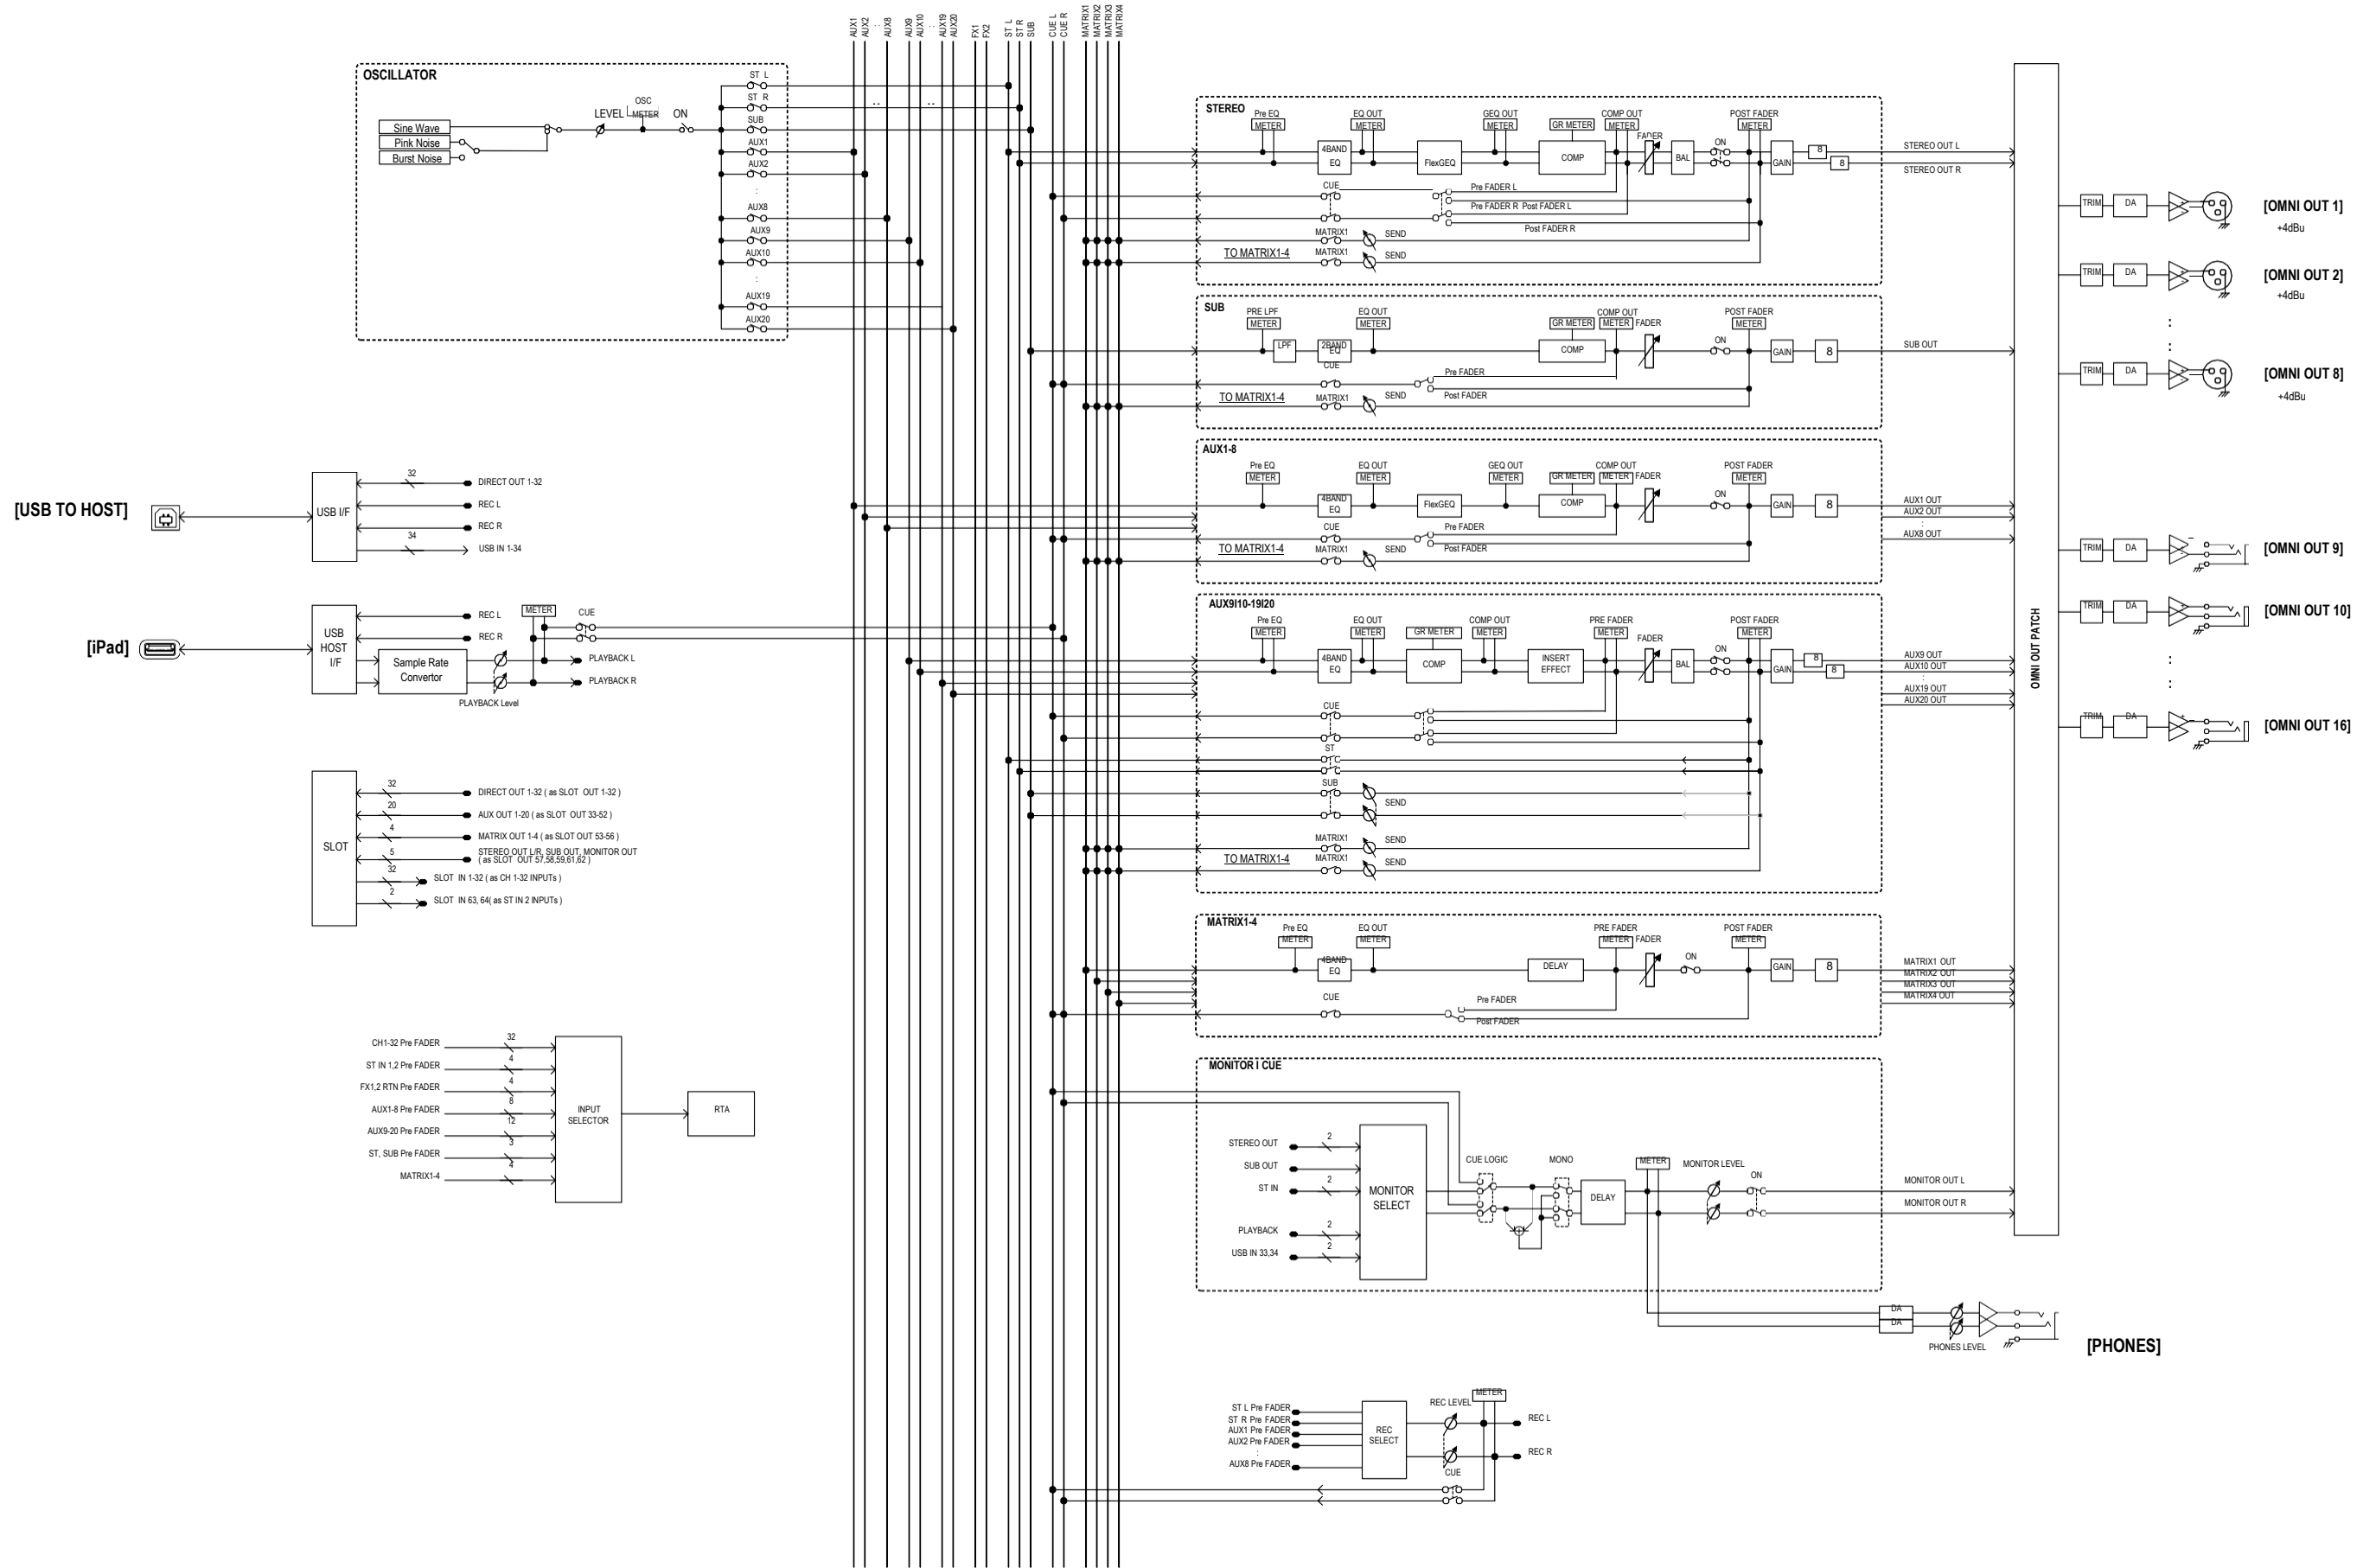 AUX1
AUX2
:
AUX8
AUX9
AUX10
:
AUX19
AUX20
FX1
FX2
ST L
ST R
SUB
CUE L
CUE R
MATRIX1
MATRIX2
MATRIX3
MATRIX4
OSCILLATOR
Sine Wave
Pink Noise
Burst Noise
LEVEL
OSC
METER
ON
ST L
ST R
SUB
AUX1
AUX2
:
AUX8
AUX9
AUX10
:
AUX19
AUX20
[USB TO HOST]
USB I/F
32
DIRECT OUT 1-32
REC L
REC R
34
USB IN 1-34
[iPad]
USB
HOST
I/F
REC L
REC R
METER
CUE
Sample Rate
Convertor
PLAYBACK L
PLAYBACK R
PLAYBACK Level
SLOT
32
DIRECT OUT 1-32 ( as SLOT OUT 1-32 )
20
AUX OUT 1-20 ( as SLOT OUT 33-52 )
4
MATRIX OUT 1-4 ( as SLOT OUT 53-56 )
5
STEREO OUT L/R, SUB OUT, MONITOR OUT
( as SLOT OUT 57,58,59,61,62 )
32
SLOT IN 1-32 ( as CH 1-32 INPUTs )
2
SLOT IN 63, 64( as ST IN 2 INPUTs )
CH1-32 Pre FADER
32
ST IN 1,2 Pre FADER
4
FX1,2 RTN Pre FADER
4
AUX1-8 Pre FADER
8
AUX9-20 Pre FADER
12
ST, SUB Pre FADER
3
MATRIX1-4
4
INPUT
SELECTOR
RTA
STEREO
Pre EQ
METER
EQ OUT
METER
GEQ OUT
METER
GR METER
COMP OUT
METER
FADER
POST FADER
METER
4BAND
EQ
FlexGEQ
COMP
BAL
ON
GAIN
8
8
STEREO OUT L
STEREO OUT R
CUE
Pre FADER L
Pre FADER R Post FADER L
Post FADER R
MATRIX1
SEND
TO MATRIX1-4
MATRIX1
SEND
SUB
PRE LPF
METER
EQ OUT
METER
GR METER
COMP OUT
METER
FADER
POST FADER
METER
LPF
2BAND
EQ
COMP
ON
GAIN
8
SUB OUT
CUE
Pre FADER
Post FADER
TO MATRIX1-4
MATRIX1
SEND
AUX1-8
Pre EQ
METER
EQ OUT
METER
GEQ OUT
METER
GR METER
COMP OUT
METER
FADER
POST FADER
METER
4BAND
EQ
FlexGEQ
COMP
ON
GAIN
8
AUX1 OUT
AUX2 OUT
:
AUX8 OUT
CUE
Pre FADER
Post FADER
TO MATRIX1-4
MATRIX1
SEND
AUX9I10-19I20
Pre EQ
METER
EQ OUT
METER
GR METER
COMP OUT
METER
PRE FADER
METER
FADER
POST FADER
METER
4BAND
EQ
COMP
INSERT
EFFECT
BAL
ON
GAIN
8
8
AUX9 OUT
AUX10 OUT
:
AUX19 OUT
AUX20 OUT
CUE
ST
SUB
SEND
MATRIX1
SEND
TO MATRIX1-4
MATRIX1
SEND
MATRIX1-4
Pre EQ
METER
EQ OUT
METER
PRE FADER
METER
FADER
POST FADER
METER
4BAND
EQ
DELAY
ON
GAIN
8
MATRIX1 OUT
MATRIX2 OUT
MATRIX3 OUT
MATRIX4 OUT
CUE
Pre FADER
Post FADER
MONITOR I CUE
STEREO OUT
2
SUB OUT
ST IN
2
PLAYBACK
2
USB IN 33,34
2
MONITOR
SELECT
CUE LOGIC
MONO
DELAY
METER
MONITOR LEVEL
ON
MONITOR OUT L
MONITOR OUT R
DA
DA
PHONES LEVEL
[PHONES]
ST L Pre FADER
ST R Pre FADER
AUX1 Pre FADER
AUX2 Pre FADER
:
AUX8 Pre FADER
REC
SELECT
REC LEVEL
METER
REC L
REC R
CUE
OMNI OUT PATCH
TRIM
DA
[OMNI OUT 1]
+4dBu
TRIM
DA
[OMNI OUT 2]
+4dBu
:
:
TRIM
DA
[OMNI OUT 8]
+4dBu
TRIM
DA
[OMNI OUT 9]
TRIM
DA
[OMNI OUT 10]
:
:
TRIM
DA
[OMNI OUT 16]